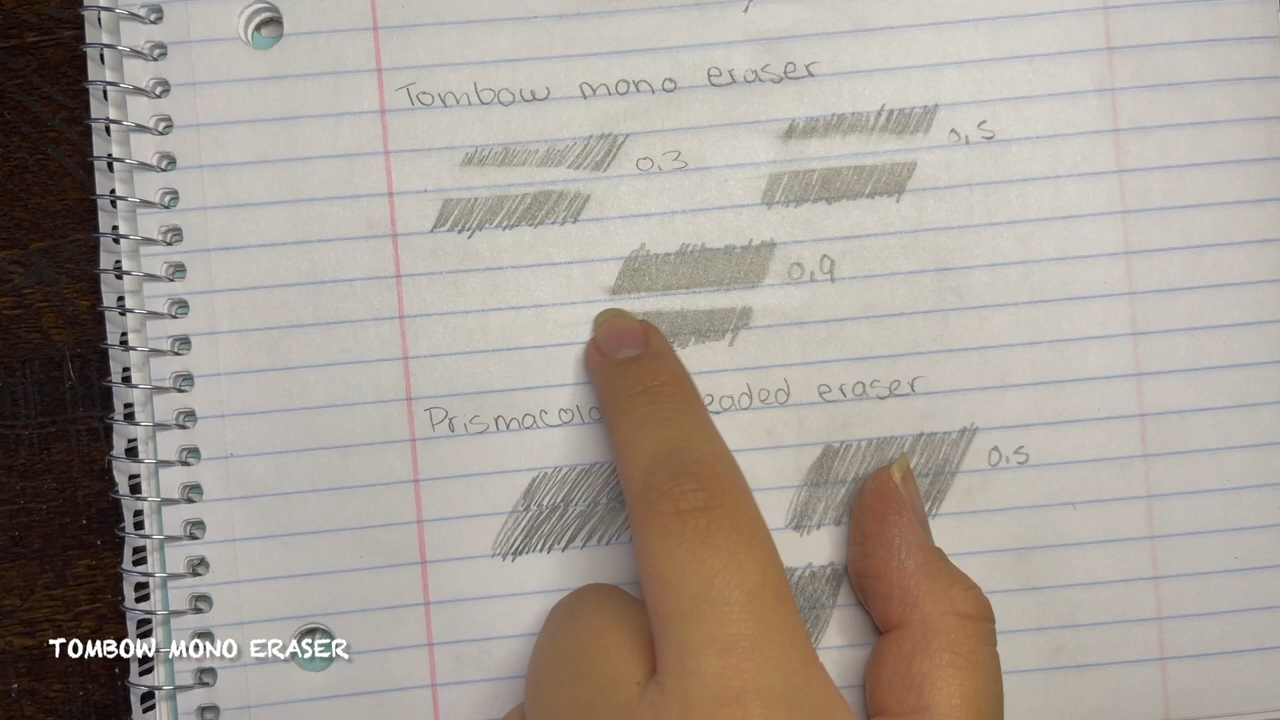 Tombow mono eraser
0.3
0.5
0.9
Prismacolo eaded eraser
0.5
TOMBOW MONO ERASER